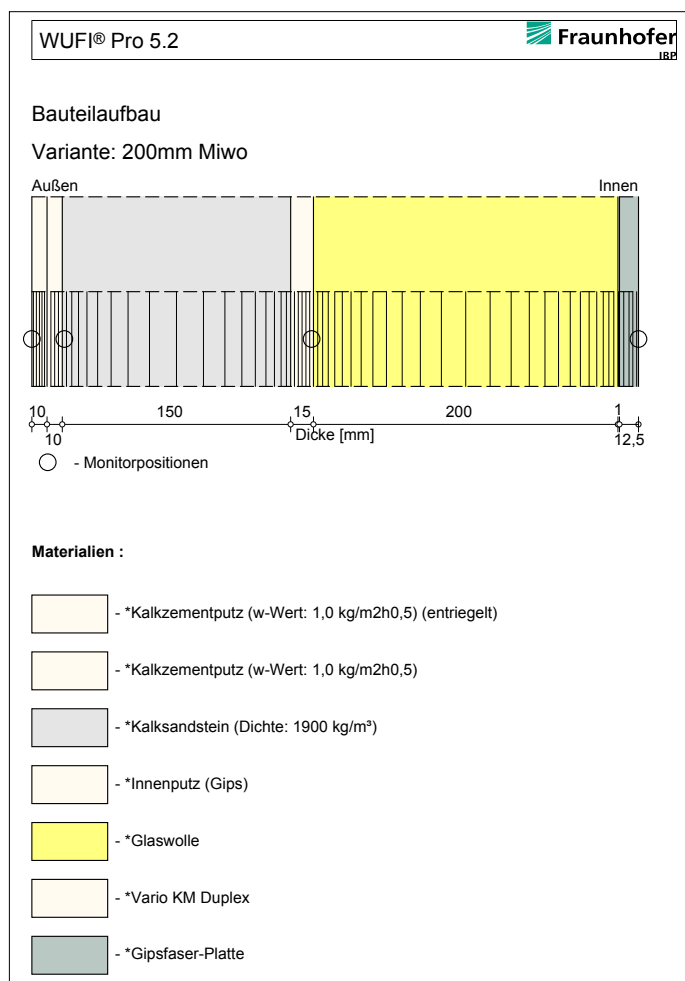 WUFI® Pro 5.2
Fraunhofer
IBP
Bauteilaufbau
Variante: 200mm Miwo
Außen Innen
10 150 15 200 1
10 Dicke [mm] 12,5
- Monitorpositionen
Materialien :
- *Kalkzementputz (w-Wert: 1,0 kg/m2h0,5) (entriegelt)
- *Kalkzementputz (w-Wert: 1,0 kg/m2h0,5)
- *Kalksandstein (Dichte: 1900 kg/m³)
- *Innenputz (Gips)
- *Glaswolle
- *Vario KM Duplex
- *Gipsfaser-Platte